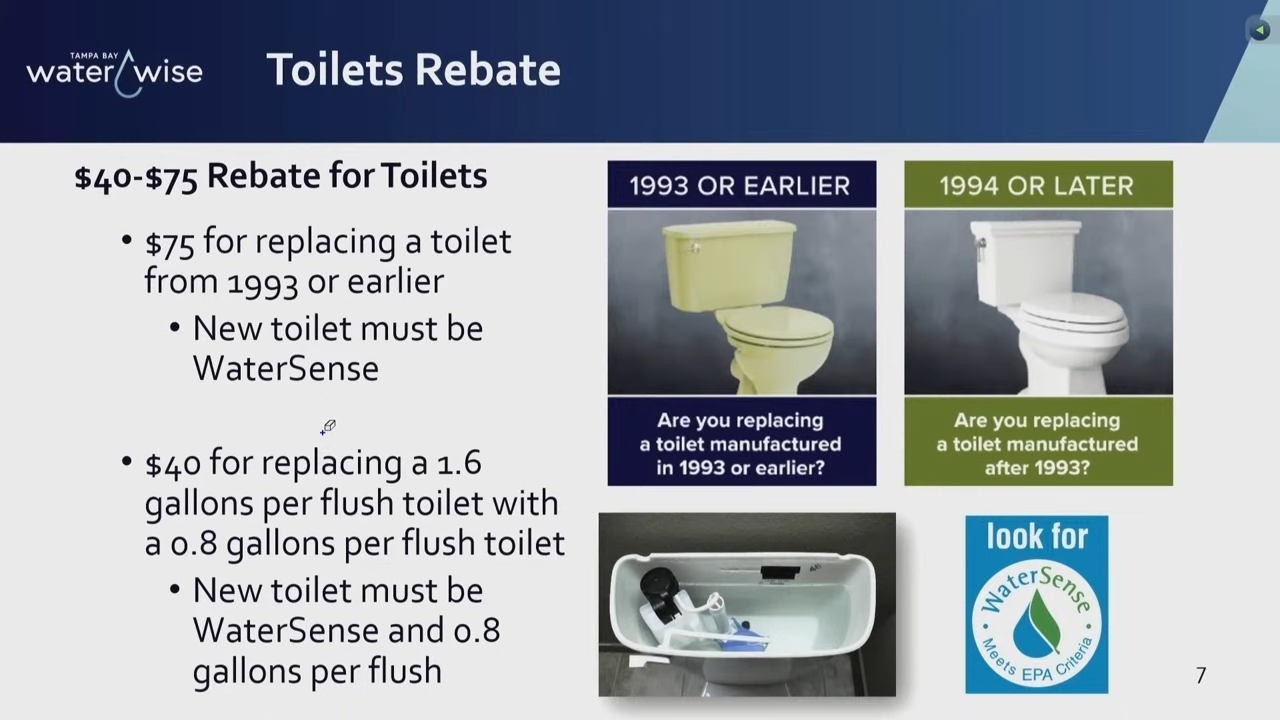 TAMPA BAY
water wise
Toilets Rebate
$40-$75 Rebate for Toilets
• $75 for replacing a toilet
from 1993 or earlier
• New toilet must be
WaterSense
• $40 for replacing a 1.6
gallons per flush toilet with
a 0.8 gallons per flush toilet
• New toilet must be
WaterSense and 0.8
gallons per flush
1993 OR EARLIER
Are you replacing
a toilet manufactured
in 1993 or earlier?
1994 OR LATER
Are you replacing
a toilet manufactured
after 1993?
look for
WaterSense
Meets EPA Criteria
7